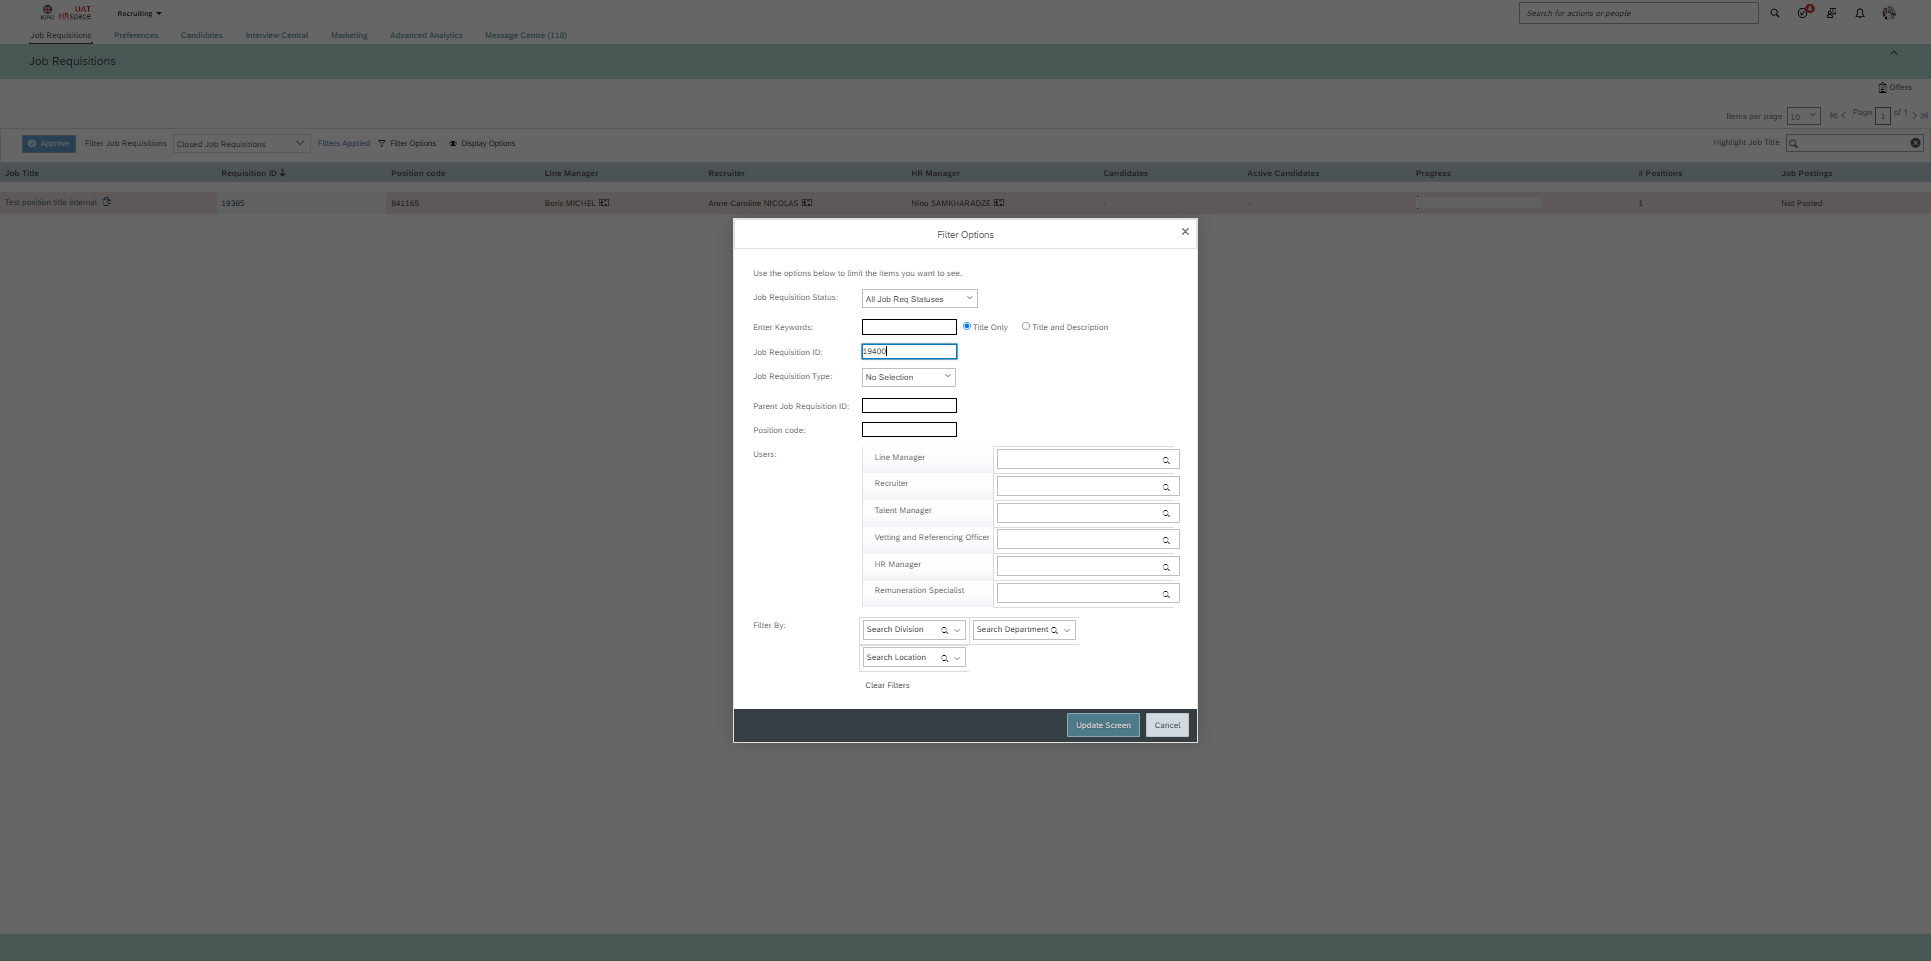 UAT
ICRC HRspace
Recruiting
Search for actions or people
4
Job Requisitions Preferences Candidates Interview Central Marketing Advanced Analytics Message Centre (118)
Job Requisitions
Offers
Items per page 10 Page 1 of 1
Approve Filter Job Requisitions Closed Job Requisitions Filters Applied Filter Options Display Options Highlight Job Title
Job Title Requisition ID Position code Line Manager Recruiter HR Manager Candidates Active Candidates Progress # Positions Job Postings
Test position title internal 19385 841165 Boris MICHEL Anne-Caroline NICOLAS Nino SAMKHARADZE - - 1 Not Posted
Filter Options
Use the options below to limit the items you want to see.
Job Requisition Status: All Job Req Statuses
Enter Keywords: Title Only Title and Description
Job Requisition ID: 19400
Job Requisition Type: No Selection
Parent Job Requisition ID:
Position code:
Users: Line Manager
Recruiter
Talent Manager
Vetting and Referencing Officer
HR Manager
Remuneration Specialist
Filter By: Search Division Search Department
Search Location
Clear Filters
Update Screen Cancel